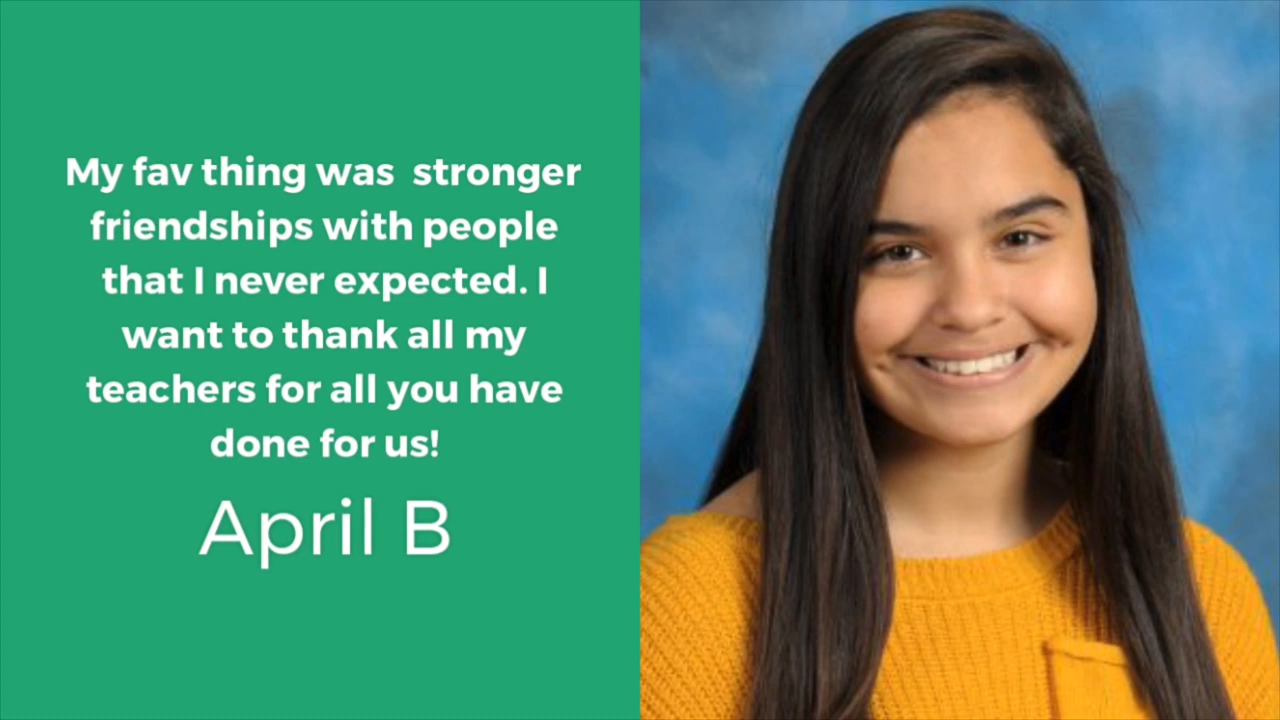 My fav thing was  stronger
friendships with people
that I never expected. I
want to thank all my
teachers for all you have
done for us!
April B